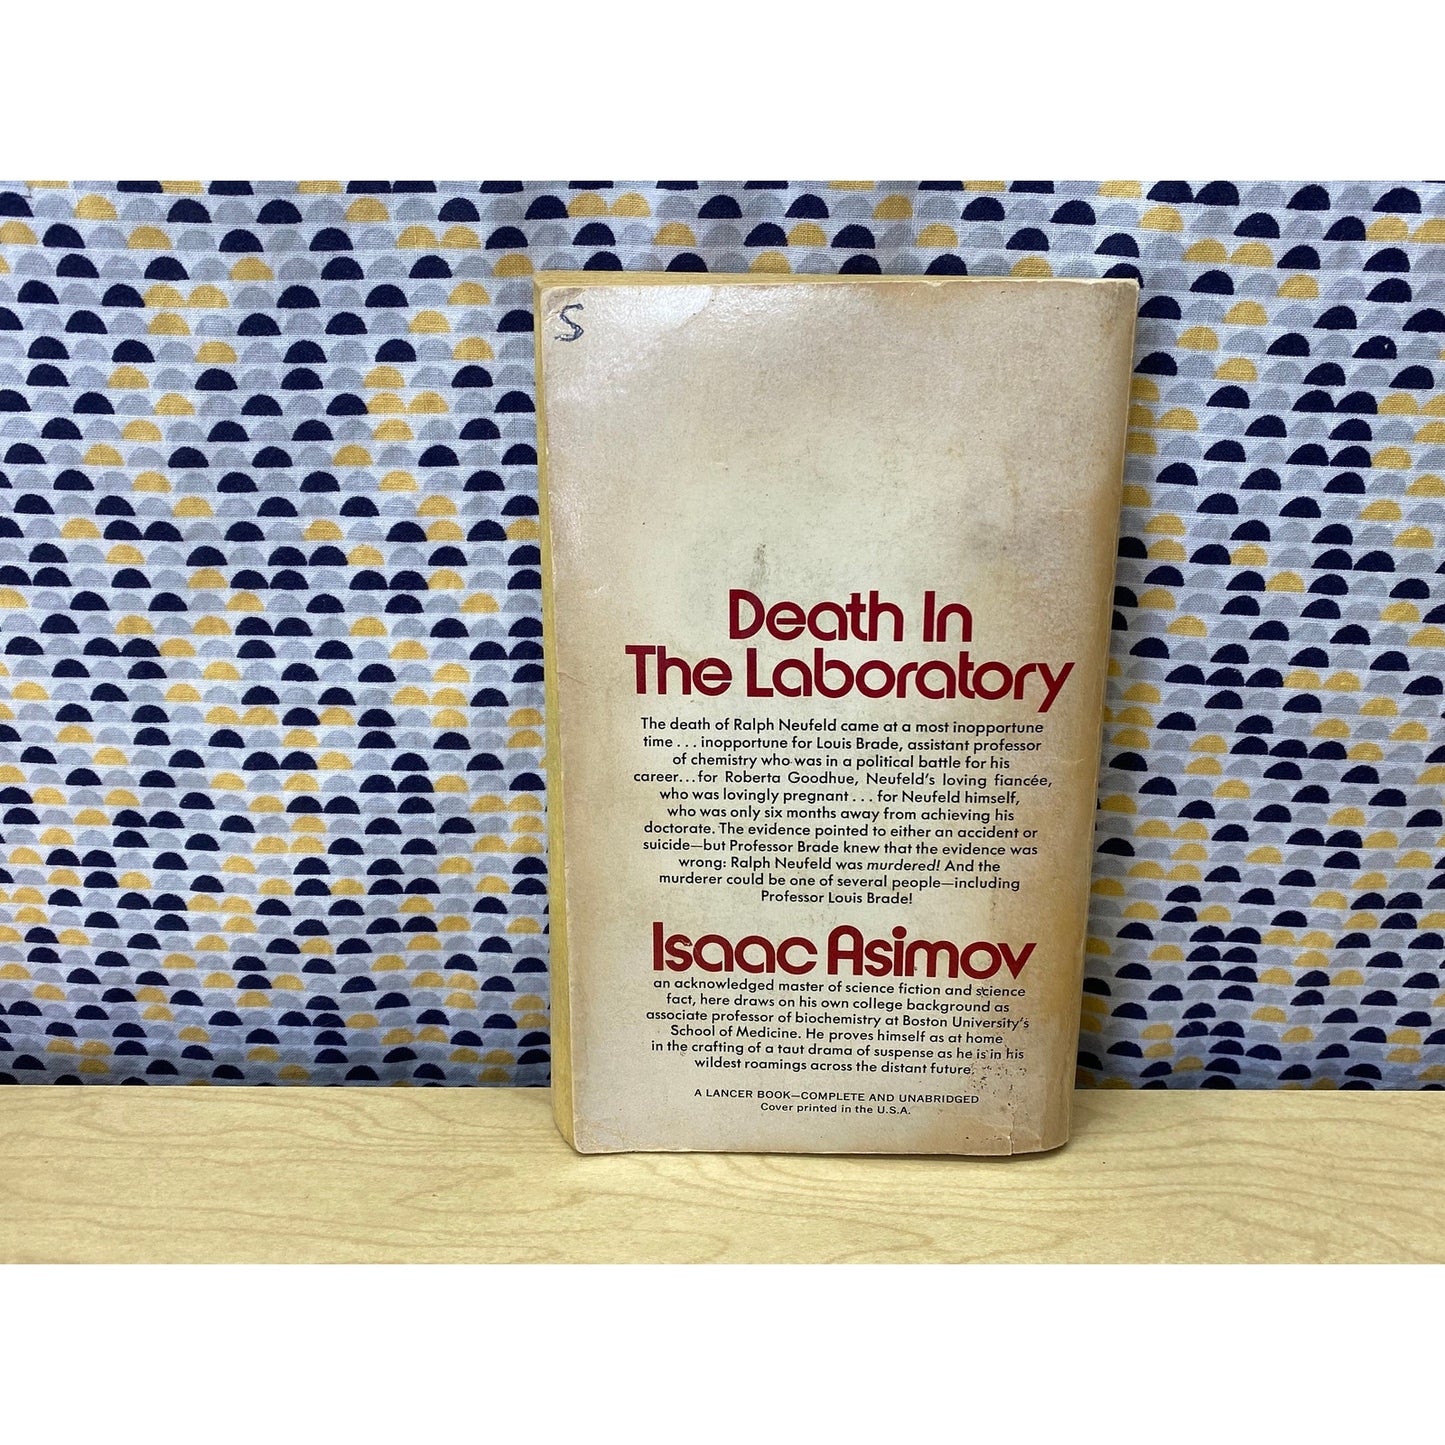 S
Death In
The Laboratory
The death of Ralph Neufeld came at a most inopportune
time . . . inopportune for Louis Brade, assistant professor
of chemistry who was in a political battle for his
career...for Roberta Goodhue, Neufeld's loving fiancée,
who was lovingly pregnant . . . for Neufeld himself,
who was only six months away from achieving his
doctorate. The evidence pointed to either an accident or
suicide—but Professor Brade knew that the evidence was
wrong: Ralph Neufeld was murdered! And the
murderer could be one of several people—including
Professor Louis Brade!
Isaac Asimov
an acknowledged master of science fiction and science
fact, here draws on his own college background as
associate professor of biochemistry at Boston University's
School of Medicine. He proves himself as at home
in the crafting of a taut drama of suspense as he is in his
wildest roamings across the distant future.
A LANCER BOOK—COMPLETE AND UNABRIDGED
Cover printed in the U.S.A.